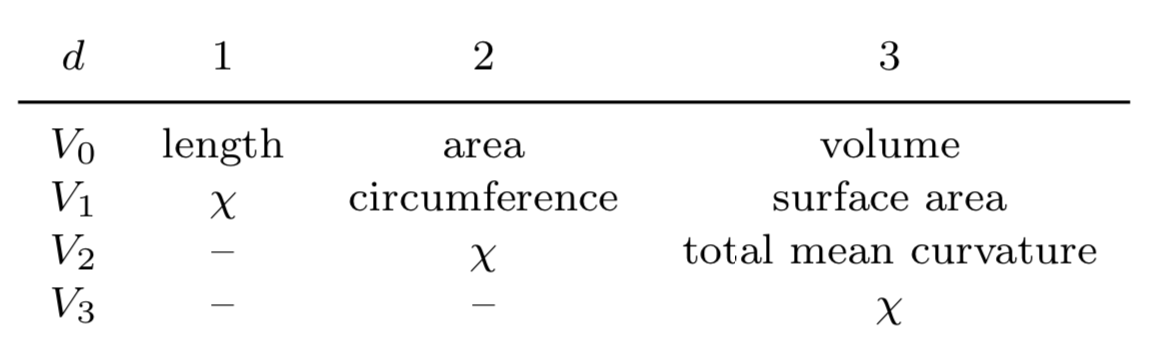 d 1 2 3
V₀ length area volume
V₁ χ circumference surface area
V₂ – χ total mean curvature
V₃ – – χ